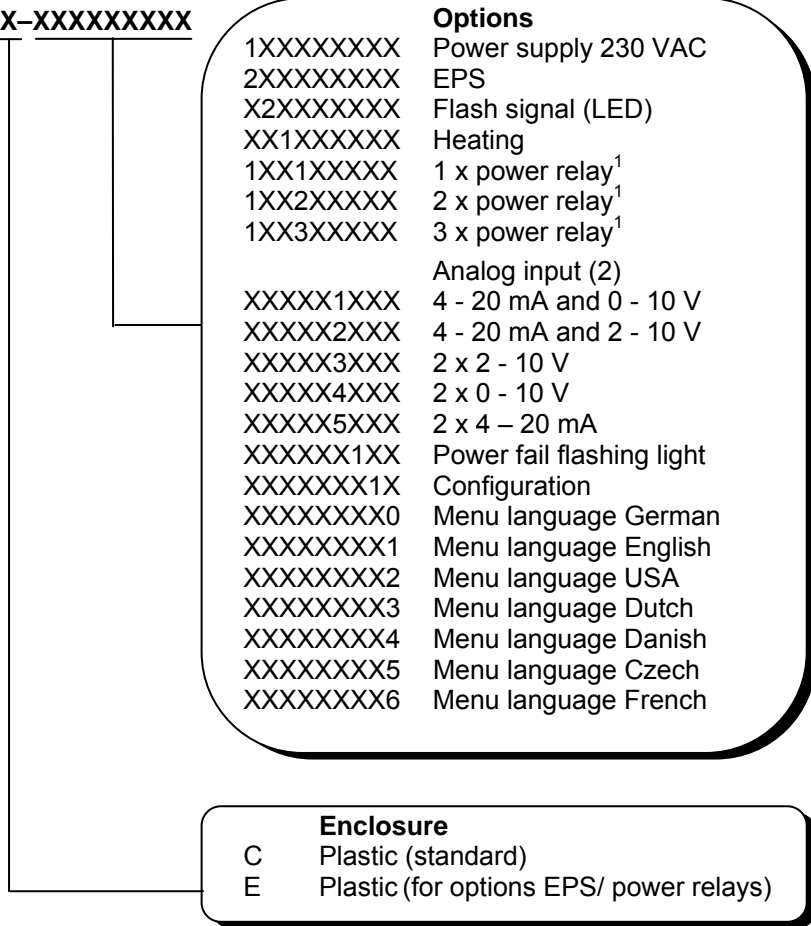 X–XXXXXXXXX
Options
1XXXXXXXX Power supply 230 VAC
2XXXXXXXX EPS
X2XXXXXXX Flash signal (LED)
XX1XXXXXX Heating
1XX1XXXXX 1 x power relay¹
1XX2XXXXX 2 x power relay¹
1XX3XXXXX 3 x power relay¹
Analog input (2)
XXXXX1XXX 4 - 20 mA and 0 - 10 V
XXXXX2XXX 4 - 20 mA and 2 - 10 V
XXXXX3XXX 2 x 2 - 10 V
XXXXX4XXX 2 x 0 - 10 V
XXXXX5XXX 2 x 4 – 20 mA
XXXXXX1XX Power fail flashing light
XXXXXXX1X Configuration
XXXXXXXX0 Menu language German
XXXXXXXX1 Menu language English
XXXXXXXX2 Menu language USA
XXXXXXXX3 Menu language Dutch
XXXXXXXX4 Menu language Danish
XXXXXXXX5 Menu language Czech
XXXXXXXX6 Menu language French
Enclosure
C Plastic (standard)
E Plastic (for options EPS/ power relays)